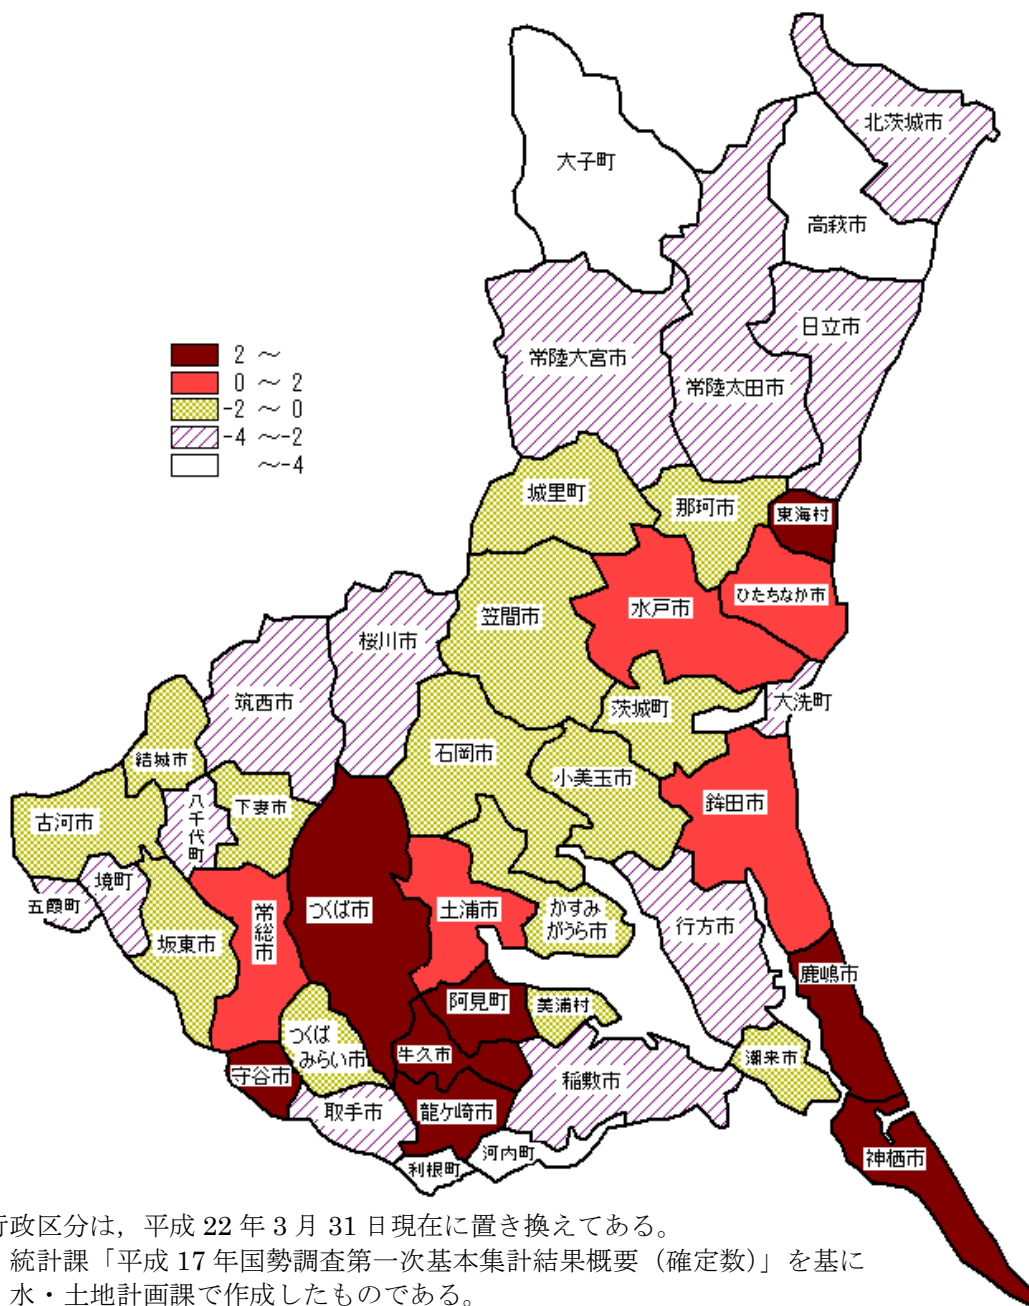 北茨城市
大子町
高萩市
日立市
常陸大宮市
常陸太田市
2 ～
0 ～ 2
-2 ～ 0
-4 ～-2
～-4
城里町
那珂市
東海村
ひたちなか市
水戸市
笠間市
桜川市
筑西市
茨城町
大洗町
石岡市
結城市
小美玉市
鉾田市
八千代町
下妻市
古河市
境町
五霞町
つくば市
土浦市
かすみ
がうら市
行方市
常総市
坂東市
鹿嶋市
阿見町
美浦村
つくば
みらい市
牛久市
潮来市
守谷市
稲敷市
取手市
龍ケ崎市
河内町
利根町
神栖市
行政区分は，平成 22 年 3 月 31 日現在に置き換えてある。
統計課「平成 17 年国勢調査第一次基本集計結果概要（確定数）」を基に
水・土地計画課で作成したものである。